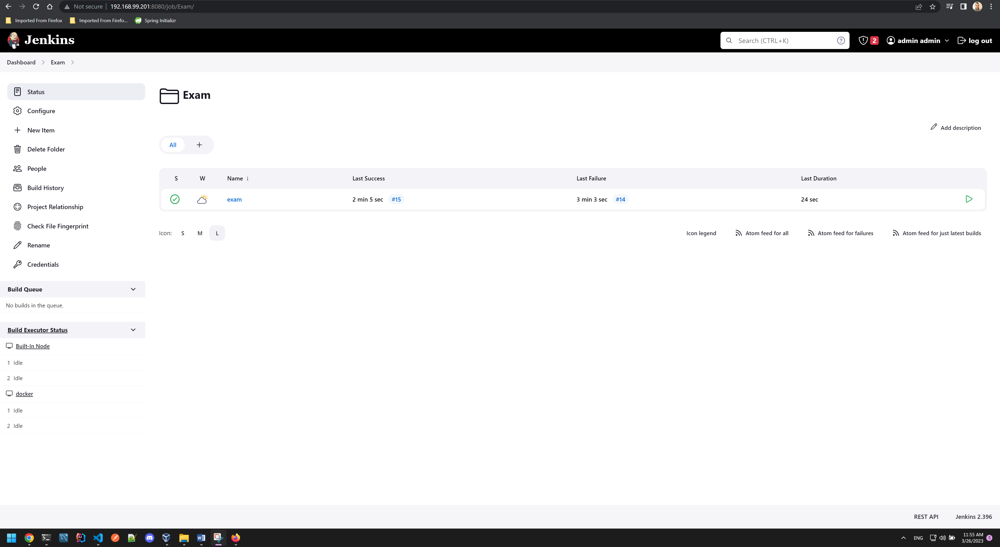 Not secure 192.168.99.201:8080/job/Exam/
Imported From Firefox Imported From Firefo... Spring Initializr
Jenkins Search (CTRL+K) 2 admin admin log out
Dashboard Exam
Status
Configure
New Item
Delete Folder
People
Build History
Project Relationship
Check File Fingerprint
Rename
Credentials
Build Queue
No builds in the queue.
Build Executor Status
Built-In Node
1 Idle
2 Idle
docker
1 Idle
2 Idle
Exam
Add description
All +
S W Name ↓ Last Success Last Failure Last Duration
exam 2 min 5 sec #15 3 min 3 sec #14 24 sec
Icon: S M L Icon legend Atom feed for all Atom feed for failures Atom feed for just latest builds
REST API Jenkins 2.396
ENG 11:55 AM 5
3/26/2023